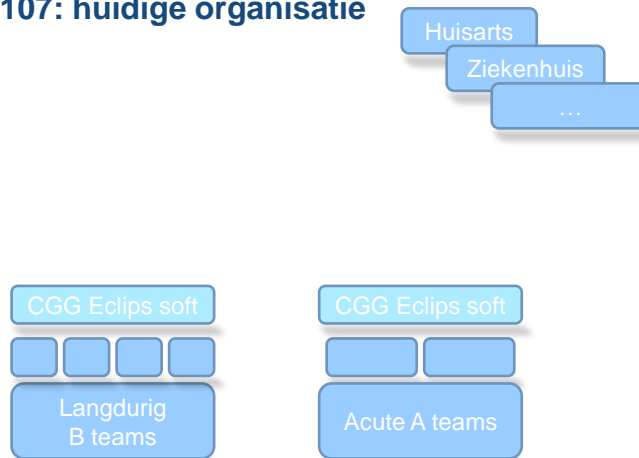 107: huidige organisatie
Huisarts
Ziekenhuis
...
CGG Eclips soft
CGG Eclips soft
Langdurig
B teams
Acute A teams